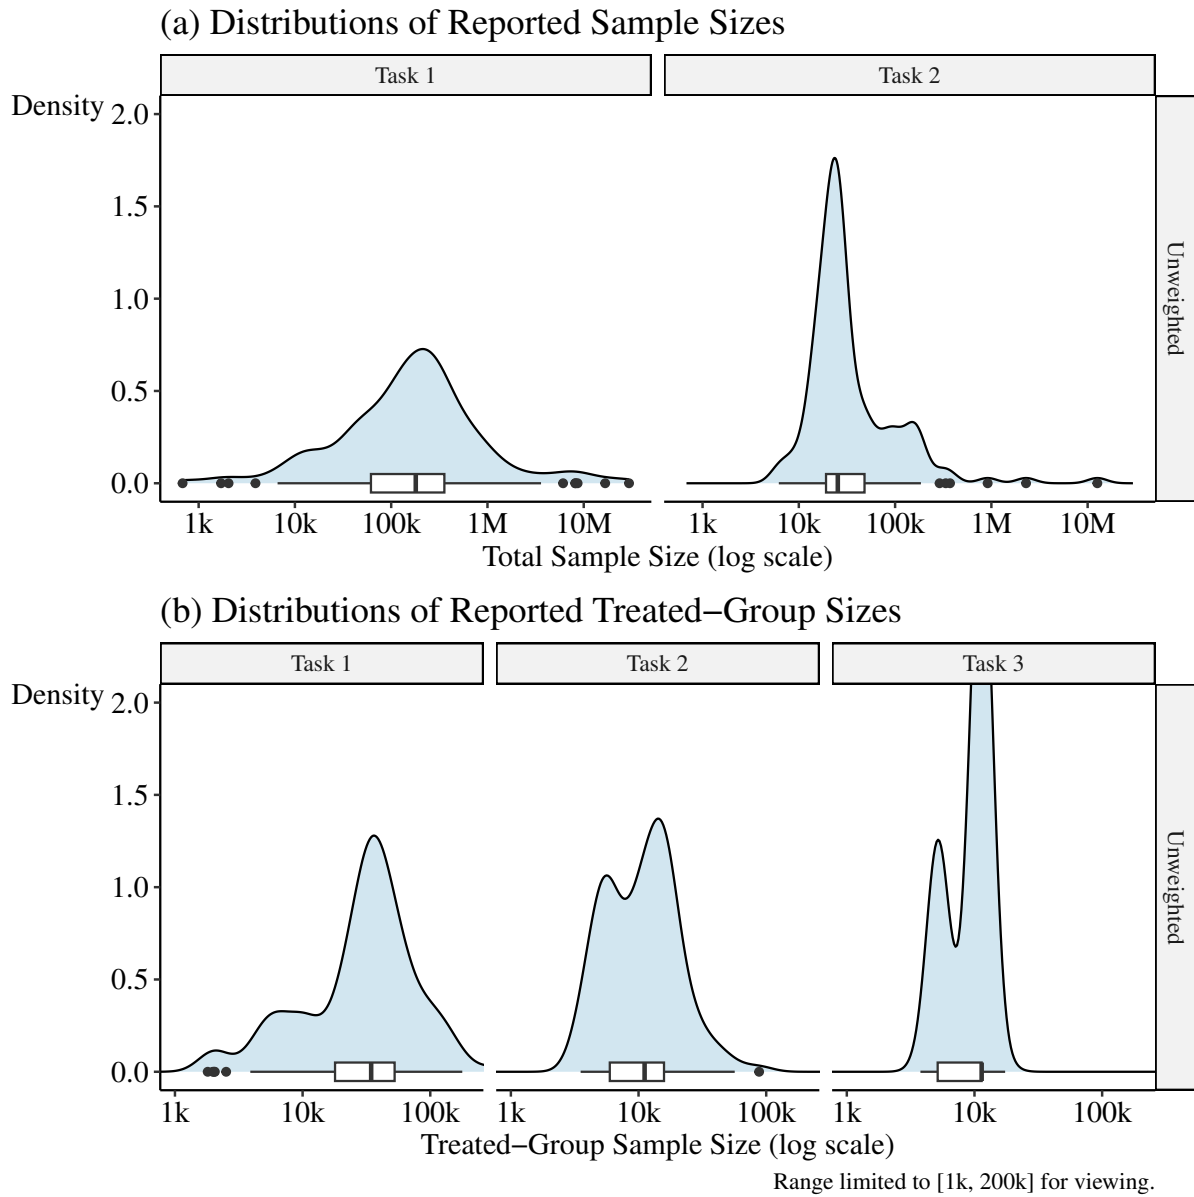 (a) Distributions of Reported Sample Sizes
Task 1
Task 2
Density
2.0
1.5
1.0
0.5
0.0
Unweighted
1k 10k 100k 1M 10M
1k 10k 100k 1M 10M
Total Sample Size (log scale)
(b) Distributions of Reported Treated−Group Sizes
Task 1
Task 2
Task 3
Density
2.0
1.5
1.0
0.5
0.0
Unweighted
1k 10k 100k
1k 10k 100k
1k 10k 100k
Treated−Group Sample Size (log scale)
Range limited to [1k, 200k] for viewing.